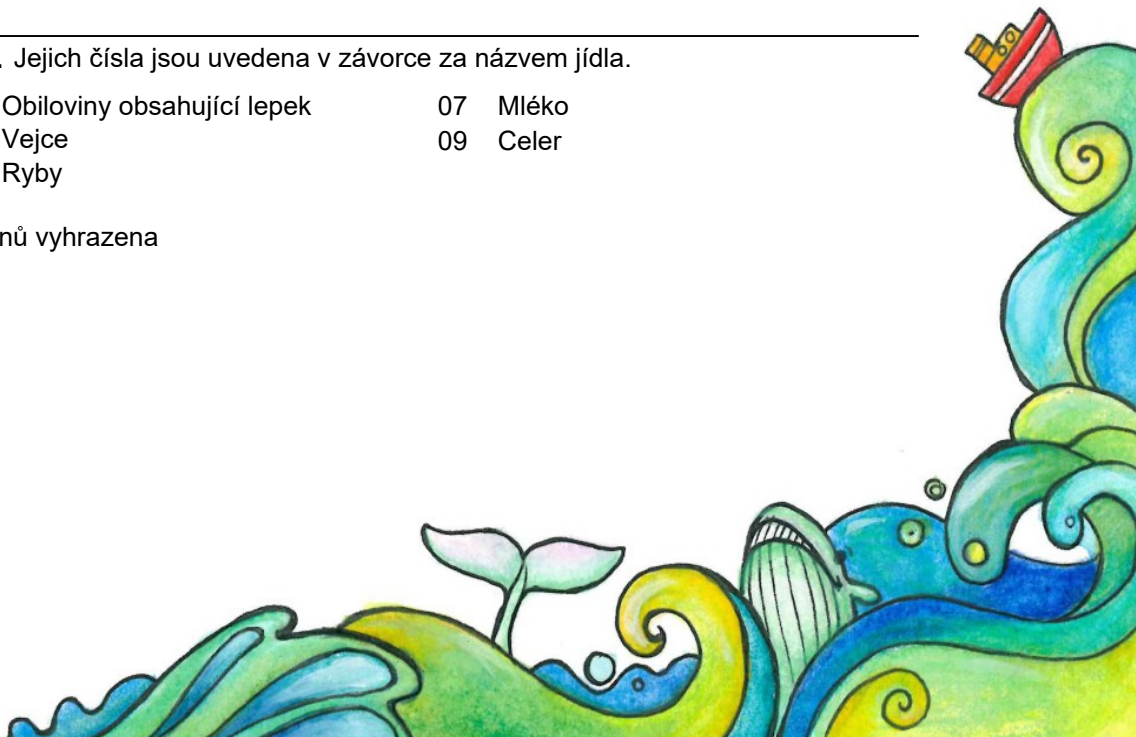 . Jejich čísla jsou uvedena v závorce za názvem jídla.
Obiloviny obsahující lepek 07 Mléko
Vejce 09 Celer
Ryby
nů vyhrazena